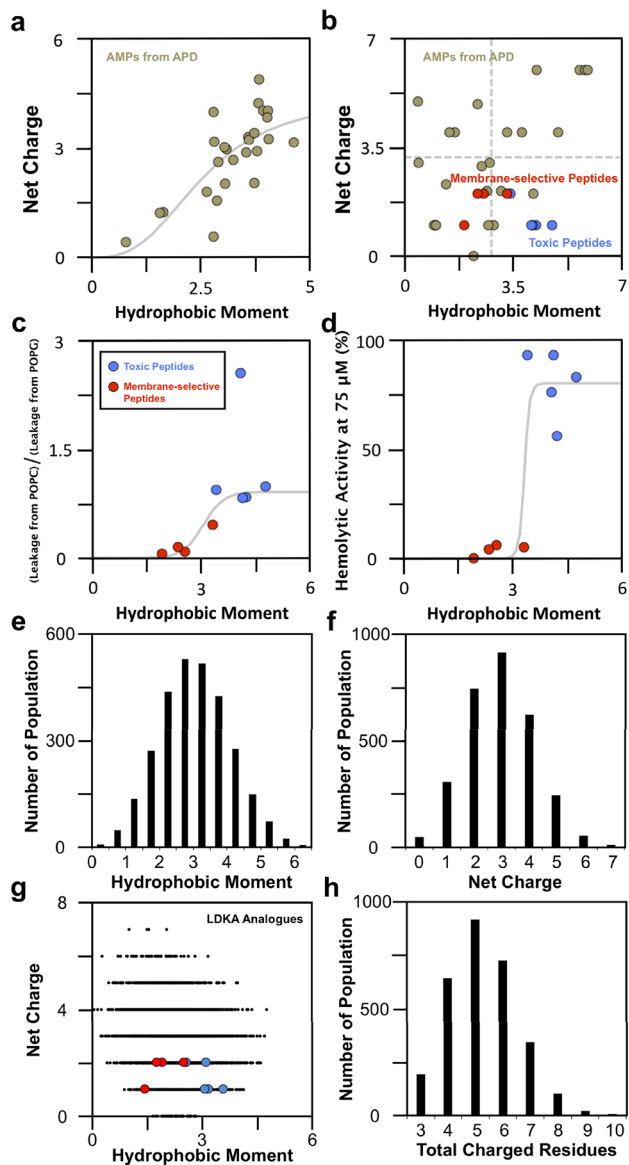 a
6
AMPs from APD
Net Charge
3
0
0
2.5
5
Hydrophobic Moment
b
7
AMPs from APD
Net Charge
3.5
Membrane-selective Peptides
Toxic Peptides
0
0
3.5
7
Hydrophobic Moment
c
3
Toxic Peptides
Membrane-selective
Peptides
(Leakage from POPC) / (Leakage from POPG)
1.5
0
0
3
6
Hydrophobic Moment
d
100
Hemolytic Activity at 75 µM (%)
50
0
0
3
6
Hydrophobic Moment
e
600
Number of Population
300
0
0 1 2 3 4 5 6
Hydrophobic Moment
f
1000
Number of Population
500
0
0 1 2 3 4 5 6 7
Net Charge
g
8
LDKA Analogues
Net Charge
4
0
0
3
6
Hydrophobic Moment
h
1000
Number of Population
500
0
3 4 5 6 7 8 9 10
Total Charged Residues